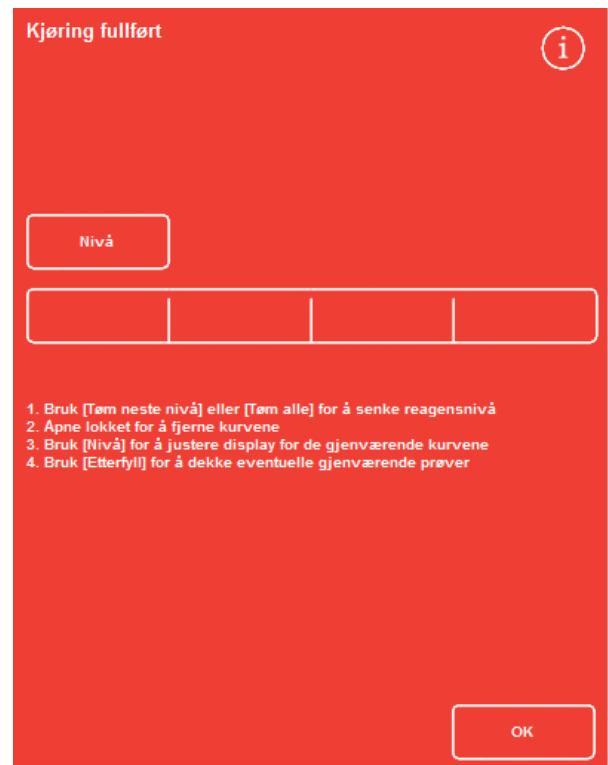 Kjøring fullført
i
Nivå
1. Bruk [Tøm neste nivå] eller [Tøm alle] for å senke reagensnivå
2. Åpne lokket for å fjerne kurvene
3. Bruk [Nivå] for å justere display for de gjenværende kurvene
4. Bruk [Etterfyll] for å dekke eventuelle gjenværende prøver
OK